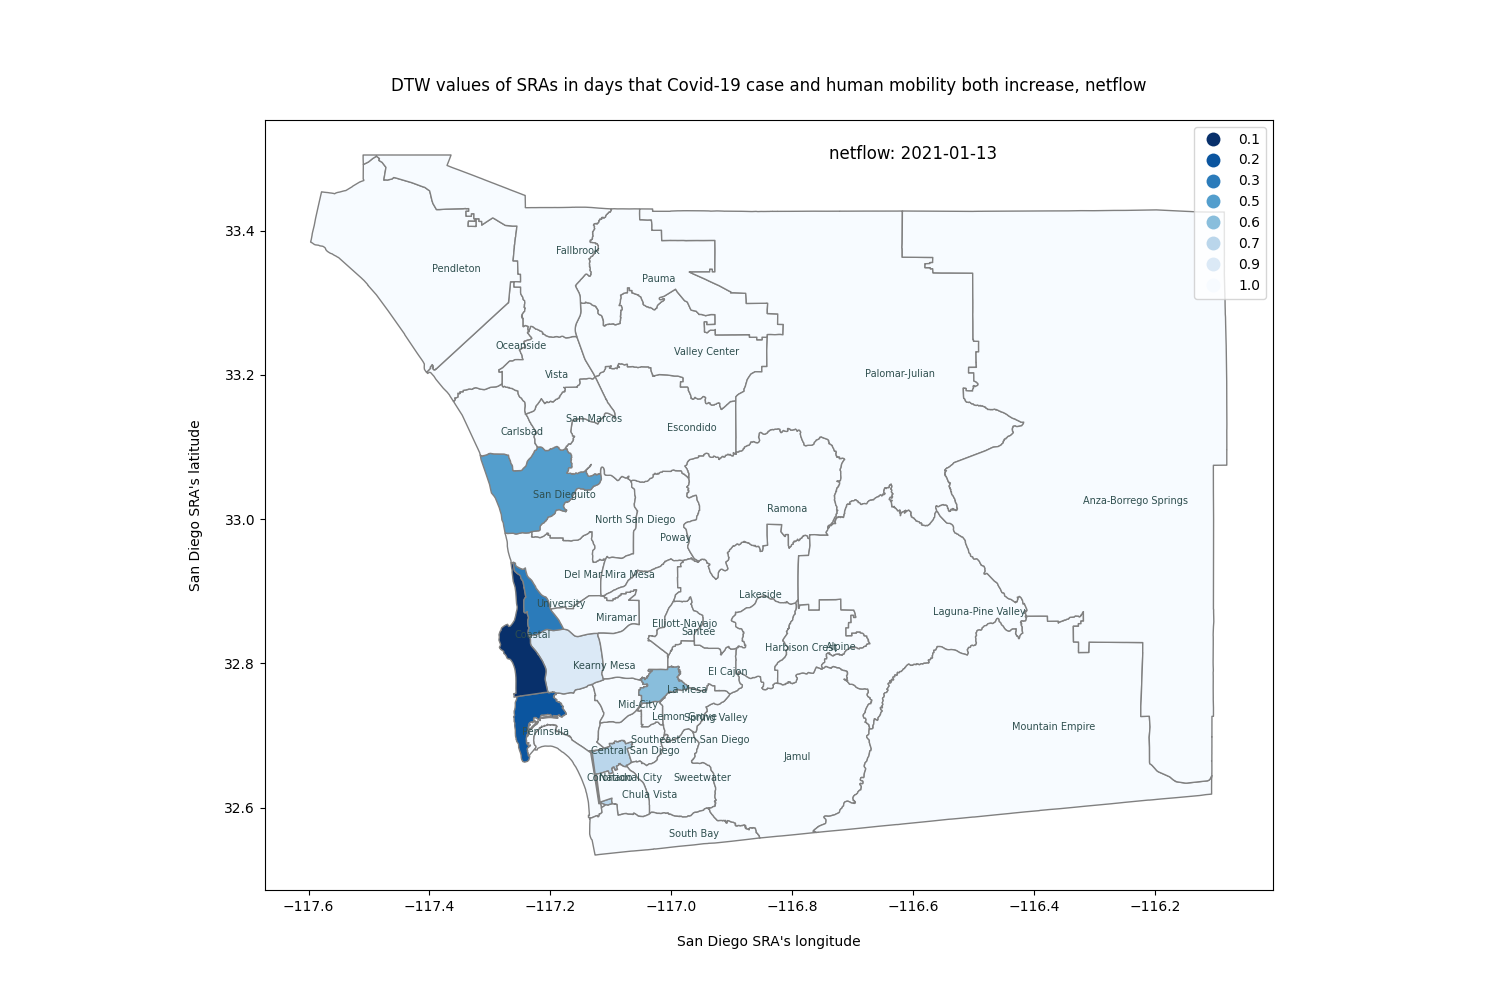 DTW values of SRAs in days that Covid-19 case and human mobility both increase, netflow
netflow: 2021-01-13
0.1
0.2
0.3
0.5
0.6
0.7
0.9
1.0
33.4
33.2
33.0
32.8
32.6
San Diego SRA's latitude
Fallbrook
Pendleton
Pauma
Oceanside
Valley Center
Vista
Palomar-Julian
San Marcos
Carlsbad
Escondido
San Dieguito
Anza-Borrego Springs
Ramona
North San Diego
Poway
Del Mar-Mira Mesa
Lakeside
University
Laguna-Pine Valley
Miramar
Elliott-Navajo
Santee
Coastal
Harbison Crest
Alpine
Kearny Mesa
El Cajon
La Mesa
Mid-City
Lemon Grove
Spring Valley
Mountain Empire
Peninsula
Southeastern San Diego
Central San Diego
Jamul
Coronado
National City
Sweetwater
Chula Vista
South Bay
−117.6
−117.4
−117.2
−117.0
−116.8
−116.6
−116.4
−116.2
San Diego SRA's longitude